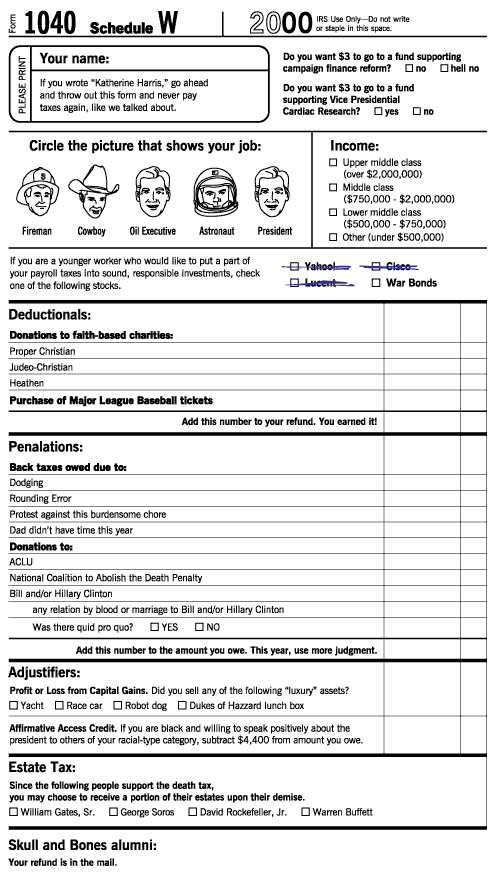 Form 1040 Schedule W
2000
IRS Use Only—Do not write
or staple in this space.
PLEASE PRINT
Your name:
If you wrote "Katherine Harris," go ahead
and throw out this form and never pay
taxes again, like we talked about.
Do you want $3 to go to a fund supporting
campaign finance reform? no hell no
Do you want $3 to go to a fund
supporting Vice Presidential
Cardiac Research? yes no
Circle the picture that shows your job:
S
Fireman Cowboy Oil Executive Astronaut President
Income:
Upper middle class
(over $2,000,000)
Middle class
($750,000 - $2,000,000)
Lower middle class
($500,000 - $750,000)
Other (under $500,000)
If you are a younger worker who would like to put a part of
your payroll taxes into sound, responsible investments, check
one of the following stocks.
Yahoo! Cisco
Lucent War Bonds
Deductionals:
Donations to faith-based charities:
Proper Christian
Judeo-Christian
Heathen
Purchase of Major League Baseball tickets
Add this number to your refund. You earned it!
Penalations:
Back taxes owed due to:
Dodging
Rounding Error
Protest against this burdensome chore
Dad didn't have time this year
Donations to:
ACLU
National Coalition to Abolish the Death Penalty
Bill and/or Hillary Clinton
any relation by blood or marriage to Bill and/or Hillary Clinton
Was there quid pro quo? YES NO
Add this number to the amount you owe. This year, use more judgment.
Adjustifiers:
Profit or Loss from Capital Gains. Did you sell any of the following "luxury" assets?
Yacht Race car Robot dog Dukes of Hazzard lunch box
Affirmative Access Credit. If you are black and willing to speak positively about the
president to others of your racial-type category, subtract $4,400 from amount you owe.
Estate Tax:
Since the following people support the death tax,
you may choose to receive a portion of their estates upon their demise.
William Gates, Sr. George Soros David Rockefeller, Jr. Warren Buffett
Skull and Bones alumni:
Your refund is in the mail.